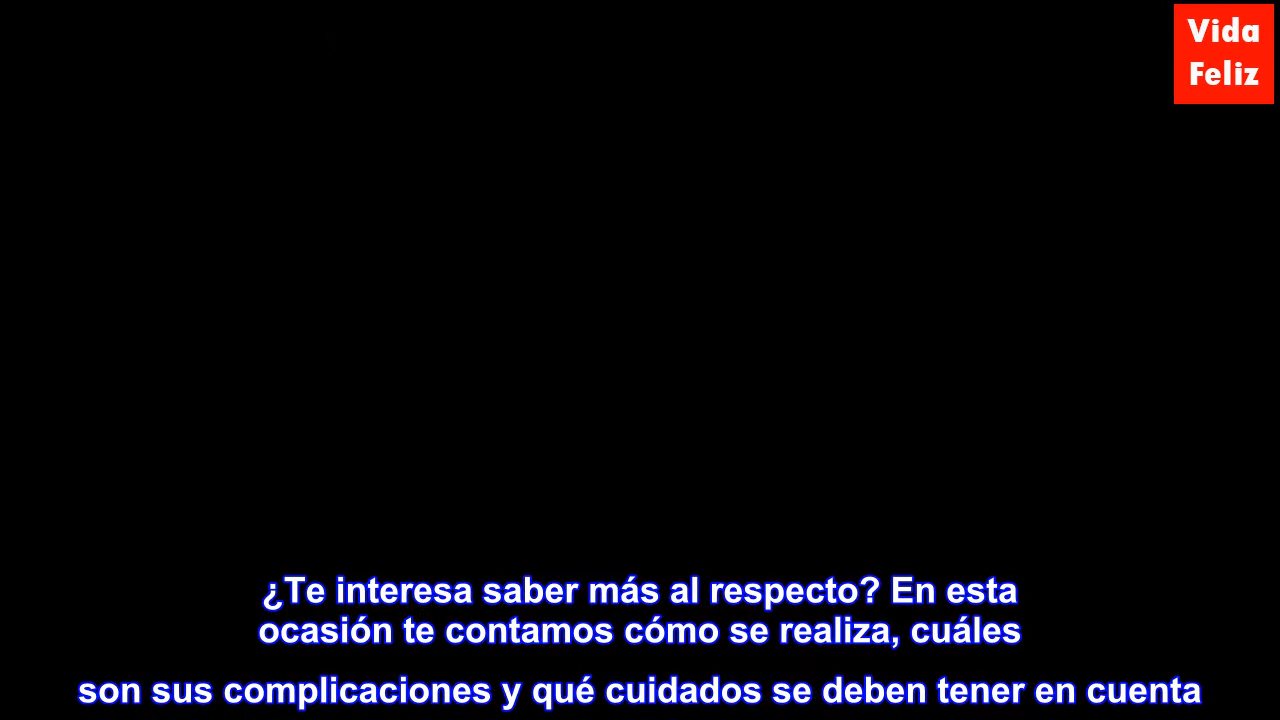 Vida
Feliz
¿Te interesa saber más al respecto? En esta
ocasión te contamos cómo se realiza, cuáles
son sus complicaciones y qué cuidados se deben tener en cuenta